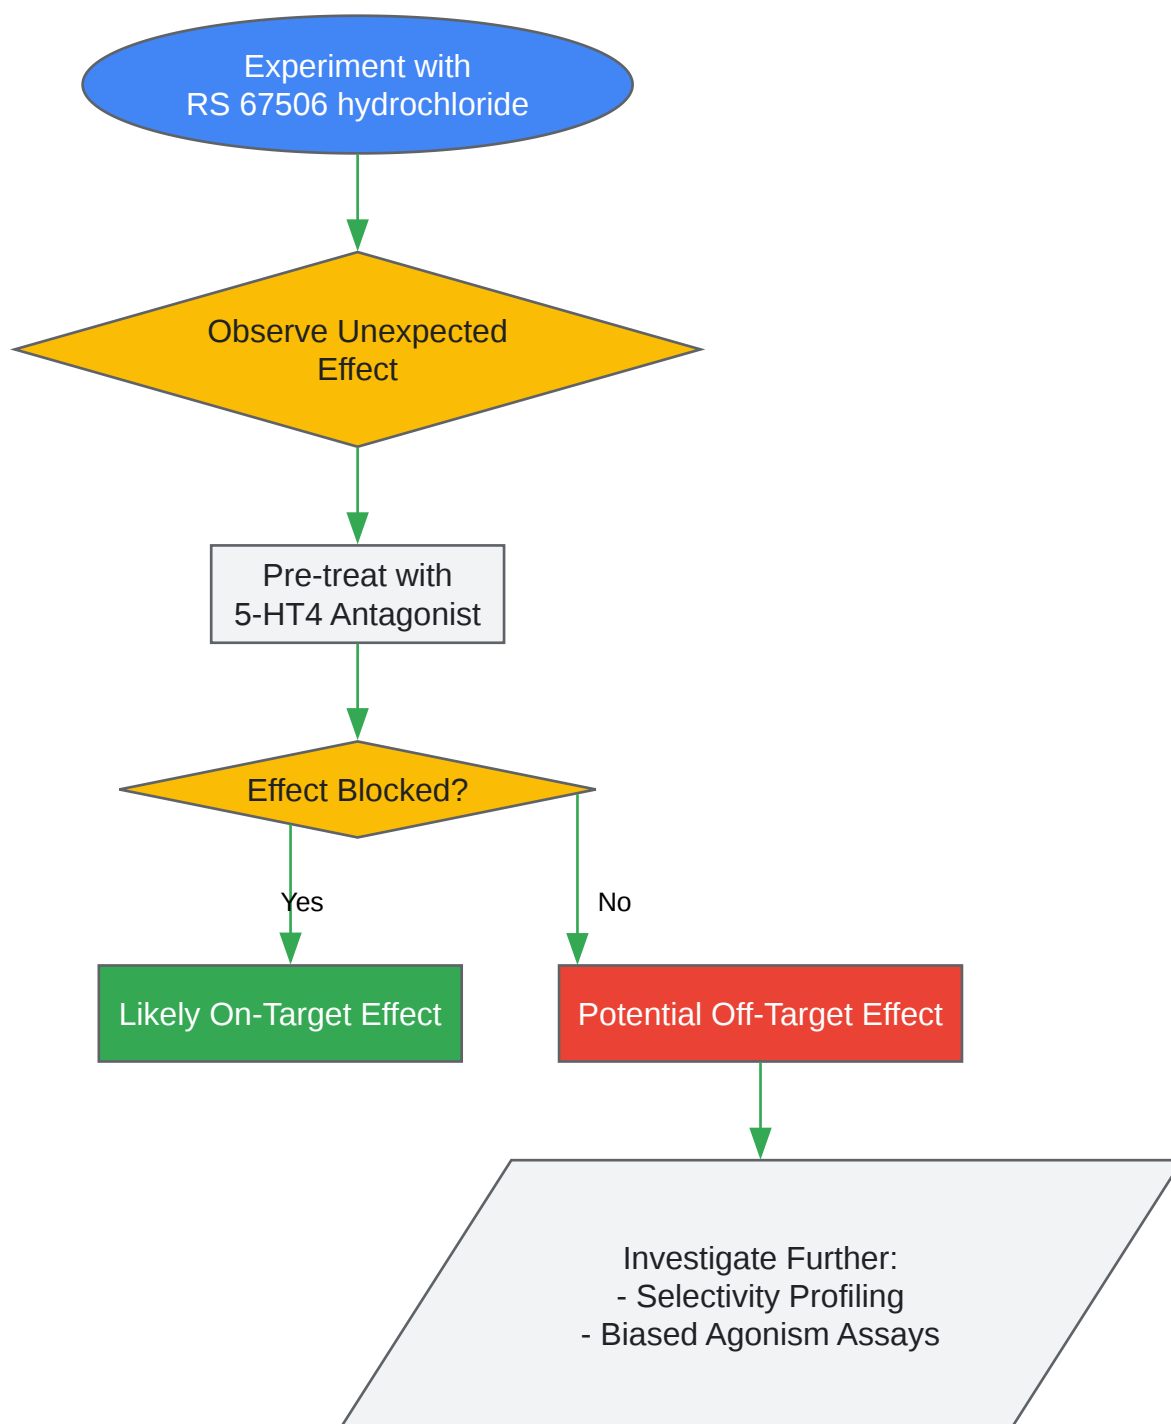 Experiment with
RS 67506 hydrochloride
Observe Unexpected
Effect
Pre-treat with
5-HT4 Antagonist
Effect Blocked?
Yes
No
Likely On-Target Effect
Potential Off-Target Effect
Investigate Further:
- Selectivity Profiling
- Biased Agonism Assays